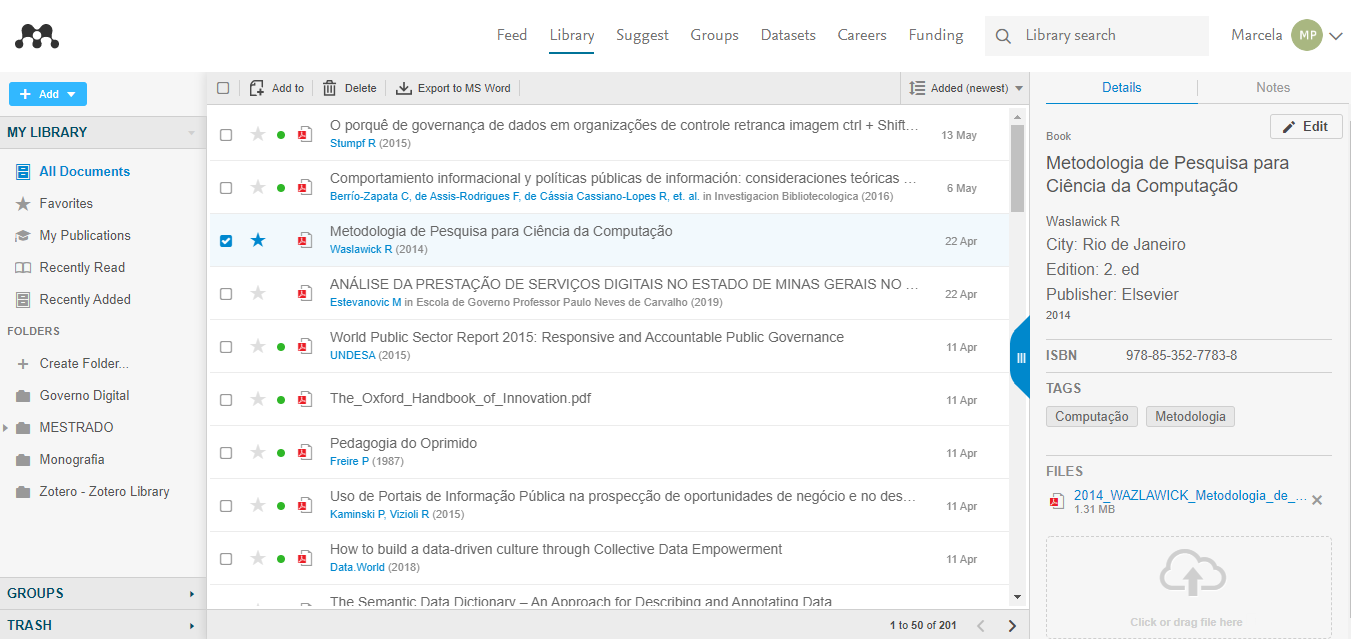 Feed
Library
Suggest
Groups
Datasets
Careers
Funding
Library search
Marcela
MP
Add
MY LIBRARY
All Documents
Favorites
My Publications
Recently Read
Recently Added
FOLDERS
Create Folder...
Governo Digital
MESTRADO
Monografia
Zotero - Zotero Library
GROUPS
TRASH
Add to
Delete
Export to MS Word
Added (newest)
O porquê de governança de dados em organizações de controle retranca imagem ctrl + Shift...
Stumpf R (2015)
13 May
Comportamiento informacional y políticas públicas de información: consideraciones teóricas ...
Berrío-Zapata C, de Assis-Rodrigues F, de Cássia Cassiano-Lopes R, et. al. in Investigacion Bibliotecologica (2016)
6 May
Metodologia de Pesquisa para Ciência da Computação
Waslawick R (2014)
22 Apr
ANÁLISE DA PRESTAÇÃO DE SERVIÇOS DIGITAIS NO ESTADO DE MINAS GERAIS NO ...
Estevanovic M in Escola de Governo Professor Paulo Neves de Carvalho (2019)
22 Apr
World Public Sector Report 2015: Responsive and Accountable Public Governance
UNDESA (2015)
11 Apr
The_Oxford_Handbook_of_Innovation.pdf
11 Apr
Pedagogia do Oprimido
Freire P (1987)
11 Apr
Uso de Portais de Informação Pública na prospecção de oportunidades de negócio e no des...
Kaminski P, Vizioli R (2015)
11 Apr
How to build a data-driven culture through Collective Data Empowerment
Data.World (2018)
11 Apr
The Semantic Data Dictionary – An Approach for Describing and Annotating Data
1 to 50 of 201
Details
Notes
Edit
Book
Metodologia de Pesquisa para
Ciência da Computação
Waslawick R
City: Rio de Janeiro
Edition: 2. ed
Publisher: Elsevier
2014
ISBN 978-85-352-7783-8
TAGS
Computação
Metodologia
FILES
2014_WAZLAWICK_Metodologia_de_...
1.31 MB
Click or drag file here